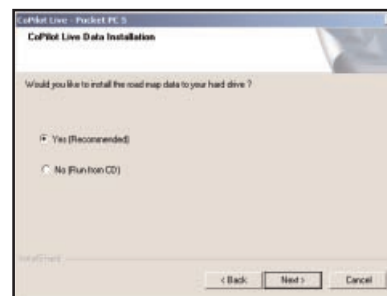 CoPilot Live - Pocket PC 5
CoPilot Live Data Installation
Would you like to install the road map data to your hard drive ?
Yes (Recommended)
No (Run from CD)
InstallShield
< Back
Next >
Cancel